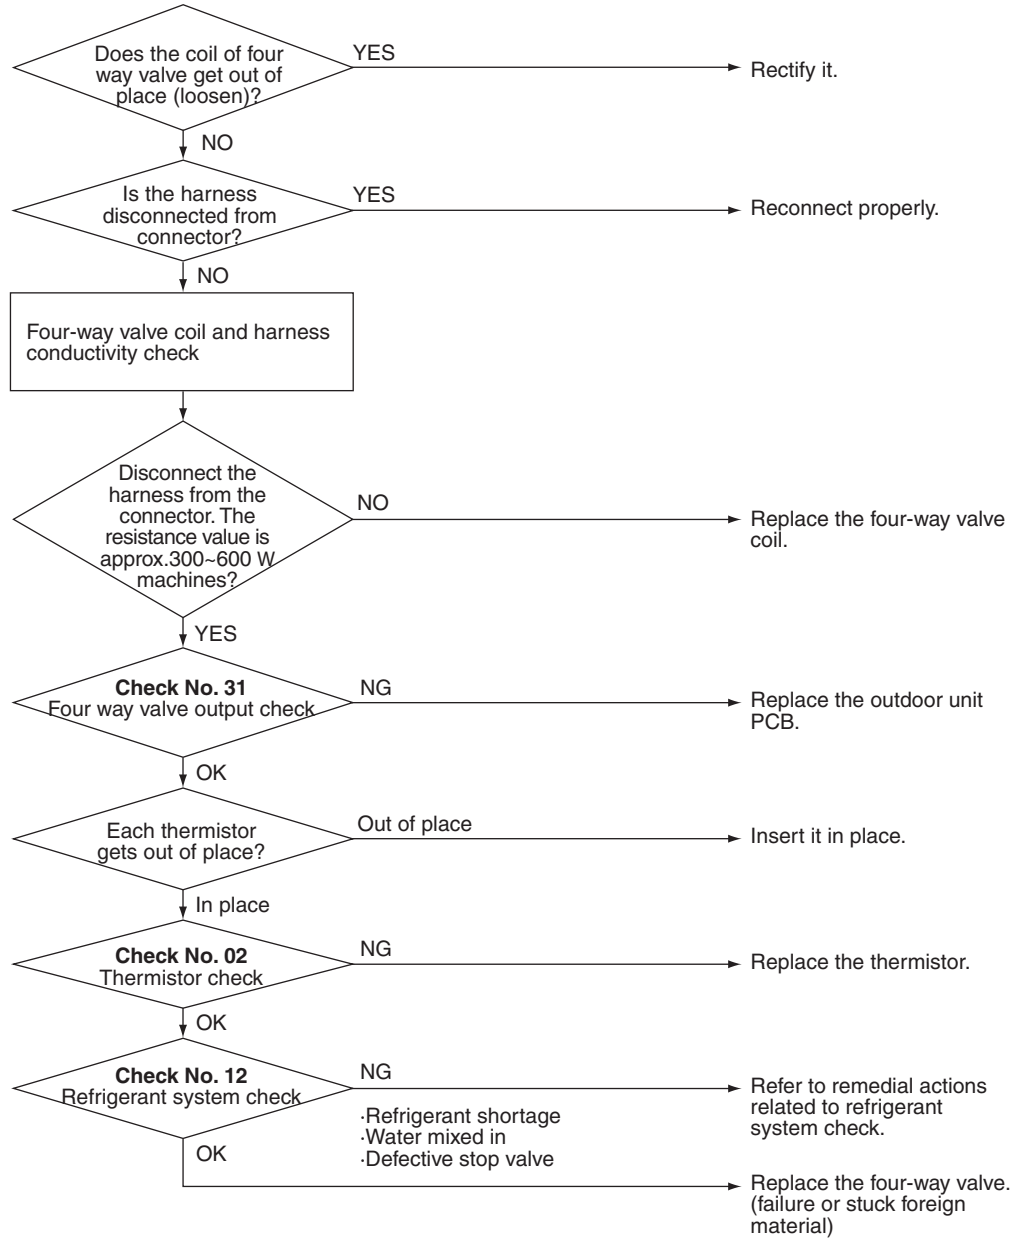 Does the coil of four
way valve get out of
place (loosen)?
YES
Rectify it.
NO
Is the harness
disconnected from
connector?
YES
Reconnect properly.
NO
Four-way valve coil and harness
conductivity check
Disconnect the
harness from the
connector. The
resistance value is
approx.300~600 W
machines?
NO
Replace the four-way valve
coil.
YES
Check No. 31
Four way valve output check
NG
Replace the outdoor unit
PCB.
OK
Each thermistor
gets out of place?
Out of place
Insert it in place.
In place
Check No. 02
Thermistor check
NG
Replace the thermistor.
OK
Check No. 12
Refrigerant system check
NG
·Refrigerant shortage
·Water mixed in
·Defective stop valve
Refer to remedial actions
related to refrigerant
system check.
OK
Replace the four-way valve.
(failure or stuck foreign
material)